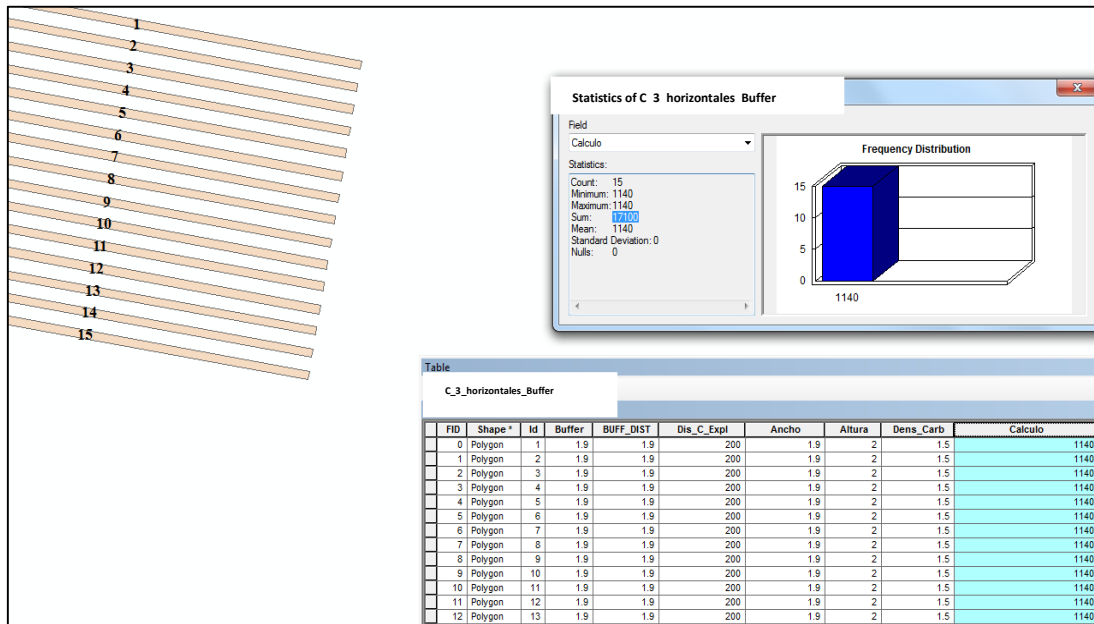 1
2
3
4
5
6
7
8
9
10
11
12
13
14
15
Statistics of C 3 horizontales Buffer
X
Field
Calculo
Statistics:
Count: 15
Minimum: 1140
Maximum: 1140
Sum: 17100
Mean: 1140
Standard Deviation: 0
Nulls: 0
Frequency Distribution
15
10
5
0
1140
Table
C_3_horizontales_Buffer
FID Shape * Id Buffer BUFF_DIST Dis_C_Expl Ancho Altura Dens_Carb Calculo
0 Polygon 1 1.9 1.9 200 1.9 2 1.5 1140
1 Polygon 2 1.9 1.9 200 1.9 2 1.5 1140
2 Polygon 3 1.9 1.9 200 1.9 2 1.5 1140
3 Polygon 4 1.9 1.9 200 1.9 2 1.5 1140
4 Polygon 5 1.9 1.9 200 1.9 2 1.5 1140
5 Polygon 6 1.9 1.9 200 1.9 2 1.5 1140
6 Polygon 7 1.9 1.9 200 1.9 2 1.5 1140
7 Polygon 8 1.9 1.9 200 1.9 2 1.5 1140
8 Polygon 9 1.9 1.9 200 1.9 2 1.5 1140
9 Polygon 10 1.9 1.9 200 1.9 2 1.5 1140
10 Polygon 11 1.9 1.9 200 1.9 2 1.5 1140
11 Polygon 12 1.9 1.9 200 1.9 2 1.5 1140
12 Polygon 13 1.9 1.9 200 1.9 2 1.5 1140